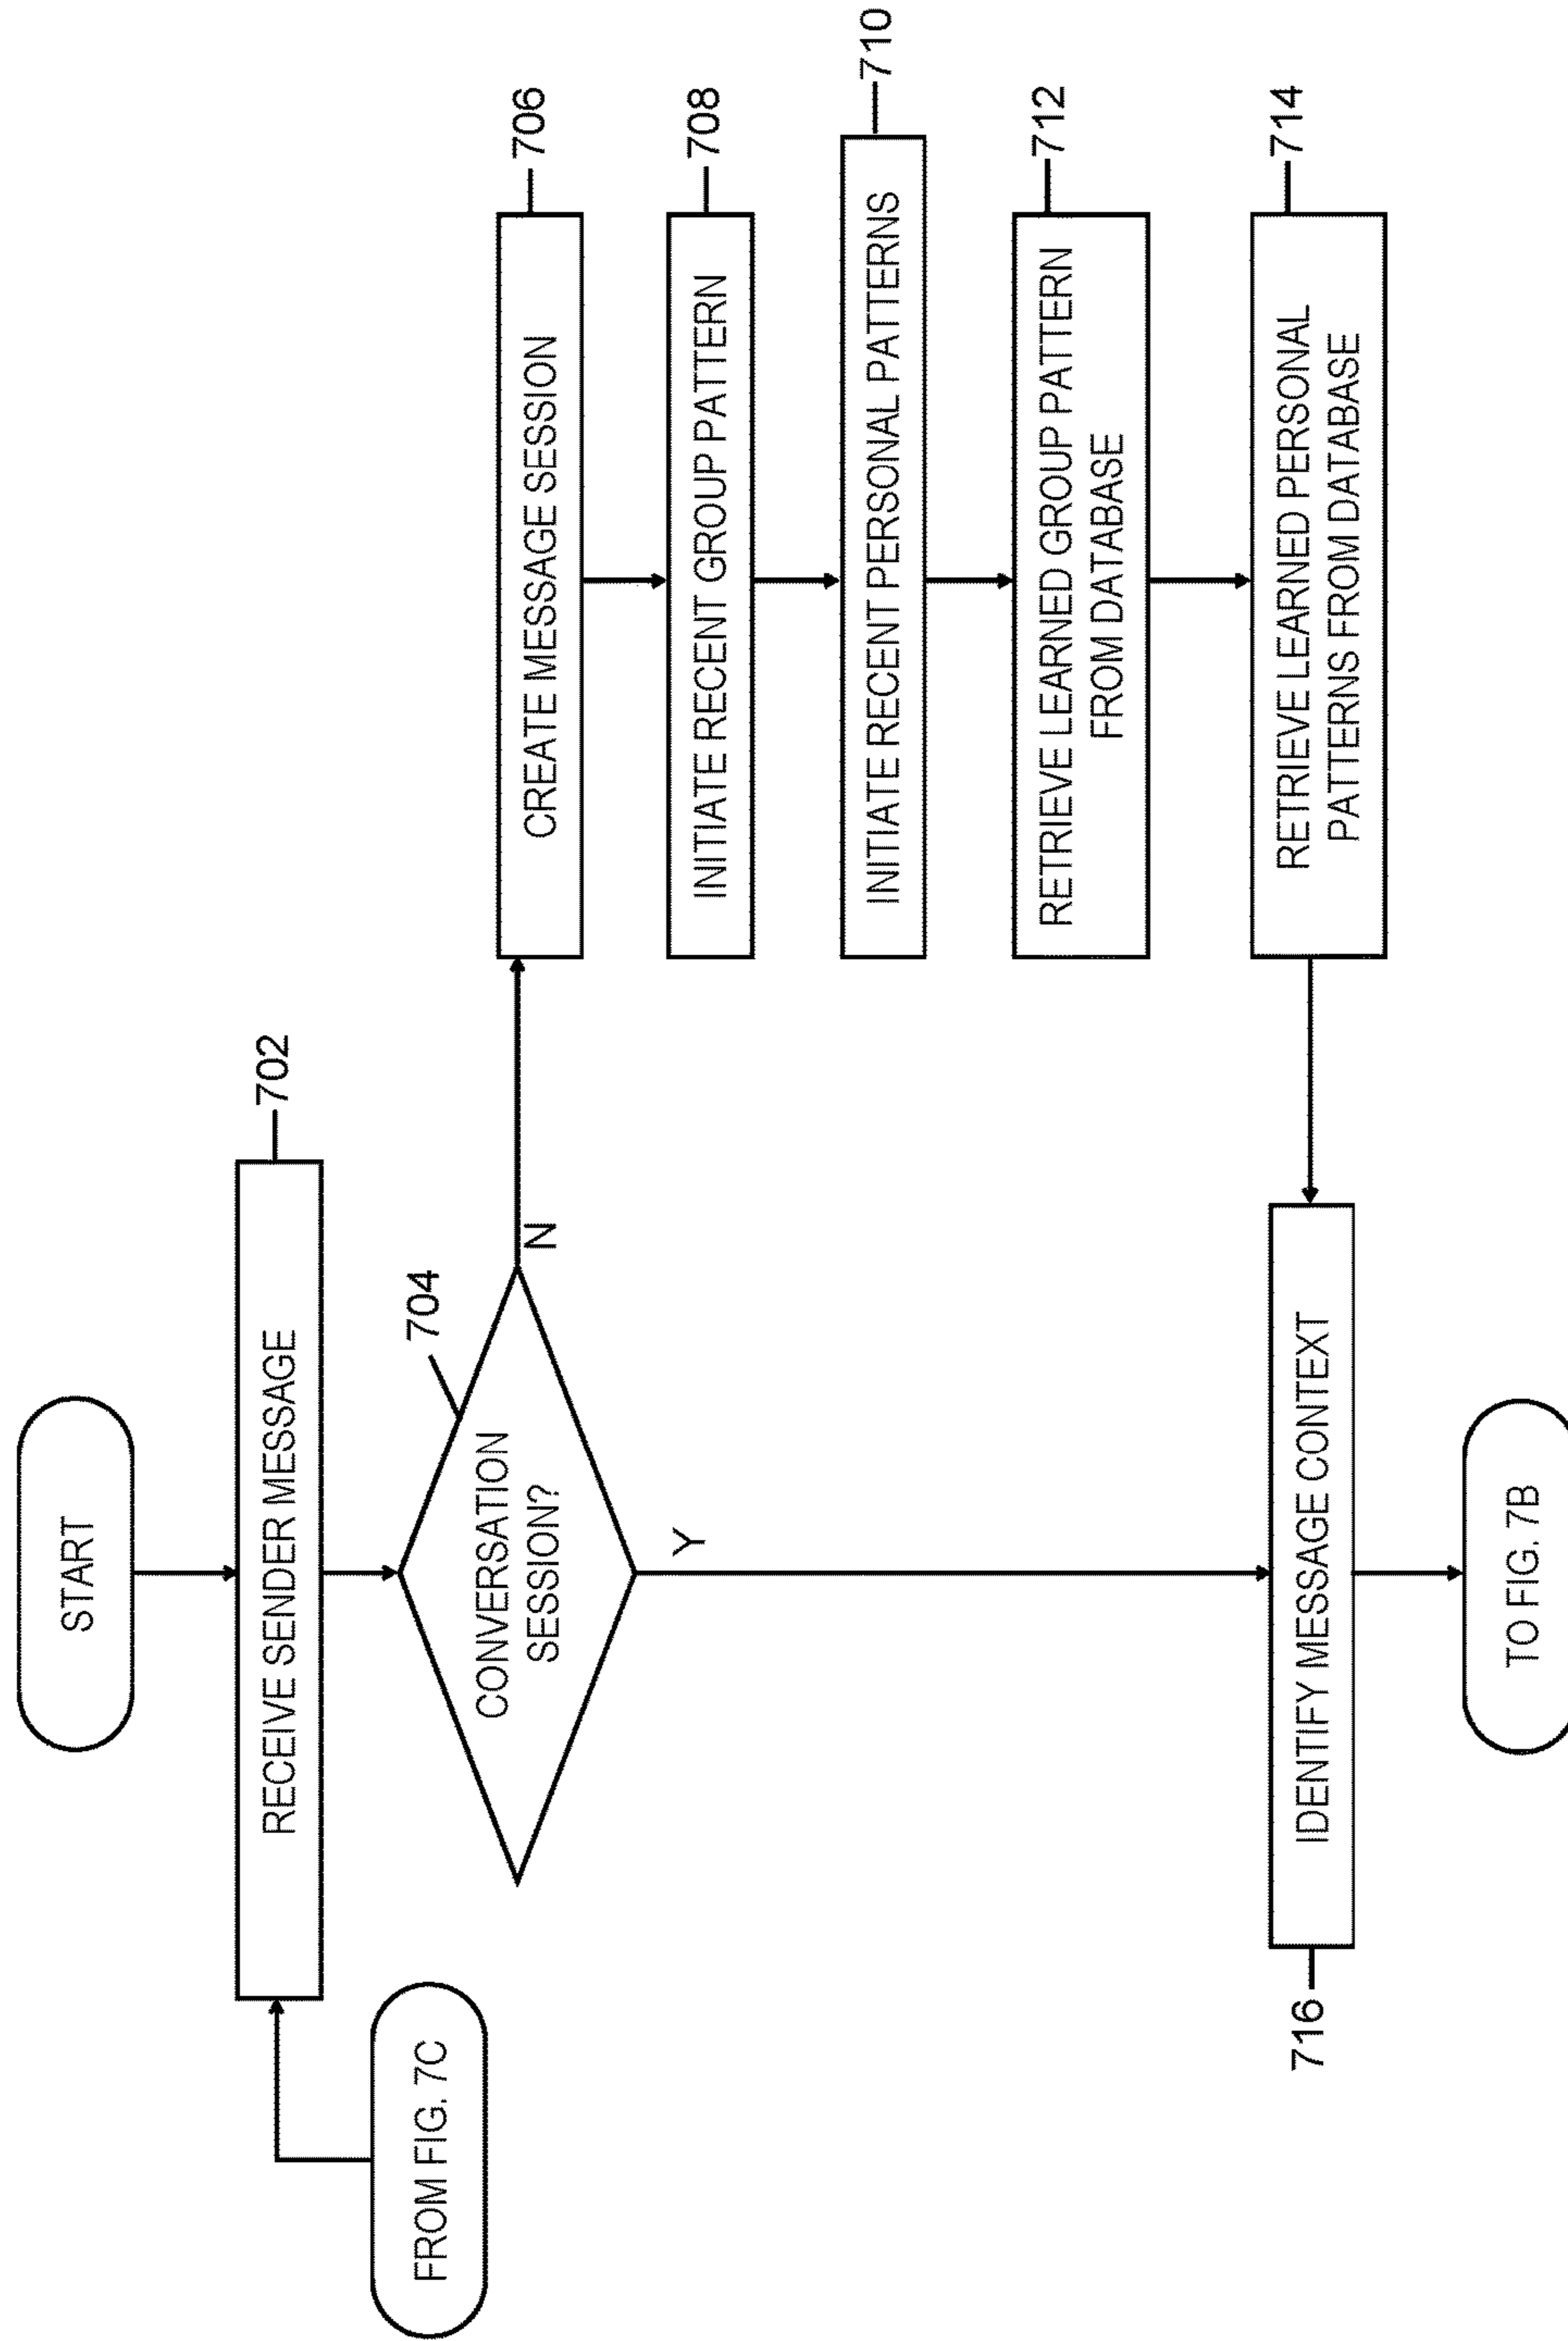 START
RECEIVE SENDER MESSAGE
702
FROM FIG. 7C
704
CONVERSATION
SESSION?
N
Y
CREATE MESSAGE SESSION
706
INITIATE RECENT GROUP PATTERN
708
INITIATE RECENT PERSONAL PATTERNS
710
RETRIEVE LEARNED GROUP PATTERN
FROM DATABASE
712
RETRIEVE LEARNED PERSONAL
PATTERNS FROM DATABASE
714
716
IDENTIFY MESSAGE CONTEXT
TO FIG. 7B